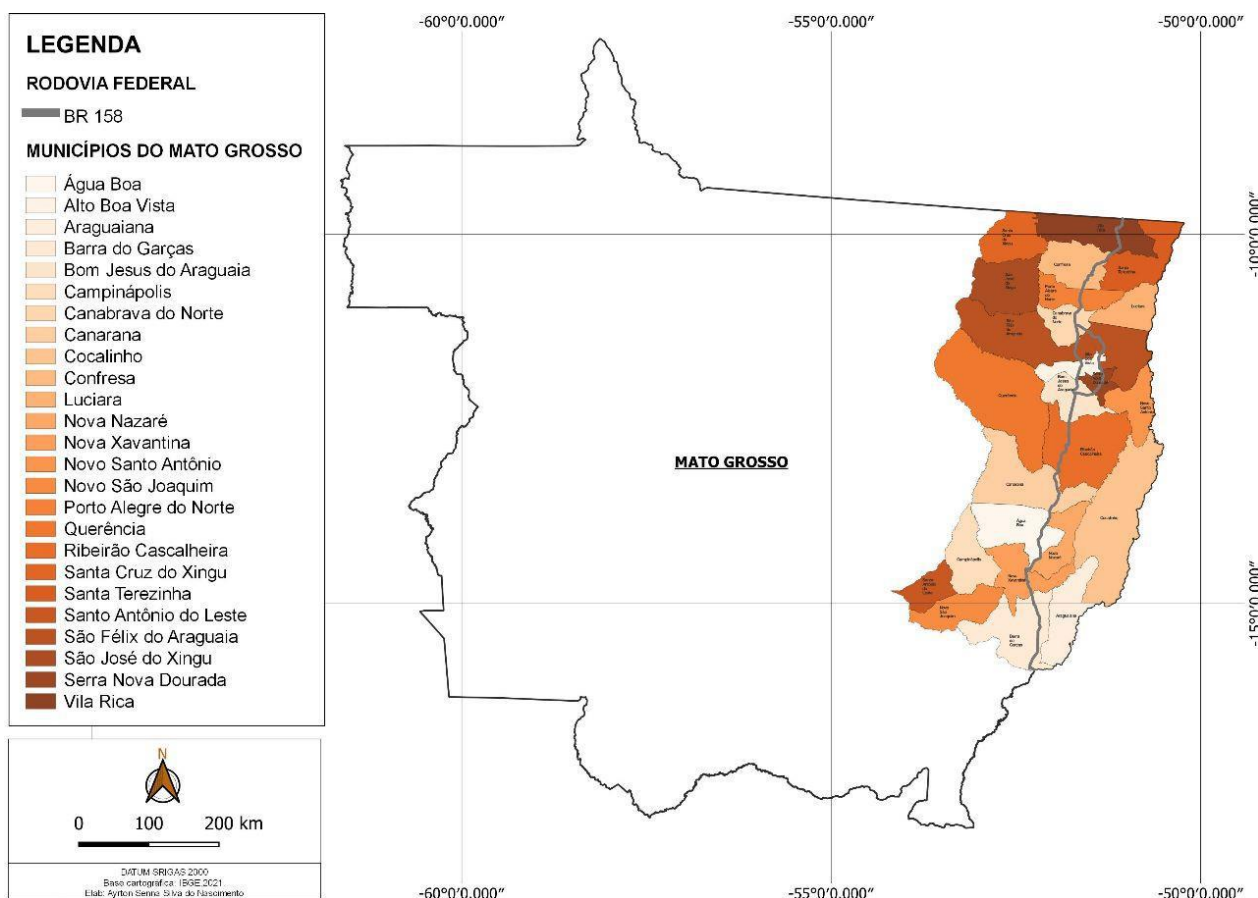 LEGENDA
RODOVIA FEDERAL
BR 158
MUNICÍPIOS DO MATO GROSSO
Água Boa
Alto Boa Vista
Araguaiana
Barra do Garças
Bom Jesus do Araguaia
Campinápolis
Canabrava do Norte
Canarana
Cocalinho
Confresa
Luciara
Nova Nazaré
Nova Xavantina
Novo Santo Antônio
Novo São Joaquim
Porto Alegre do Norte
Querência
Ribeirão Cascalheira
Santa Cruz do Xingu
Santa Terezinha
Santo Antônio do Leste
São Félix do Araguaia
São José do Xingu
Serra Nova Dourada
Vila Rica
N
0 100 200 km
DATUM SRIGAS 2000
Base cartográfica: IBGE 2021
Elab: Ayrton Senna Silva do Nascimento
-60°0′0.000″ -55°0′0.000″ -50°0′0.000″
-10°0′0.000″
MATO GROSSO
-15°0′0.000″
-60°0′0.000″ -55°0′0.000″ -50°0′0.000″